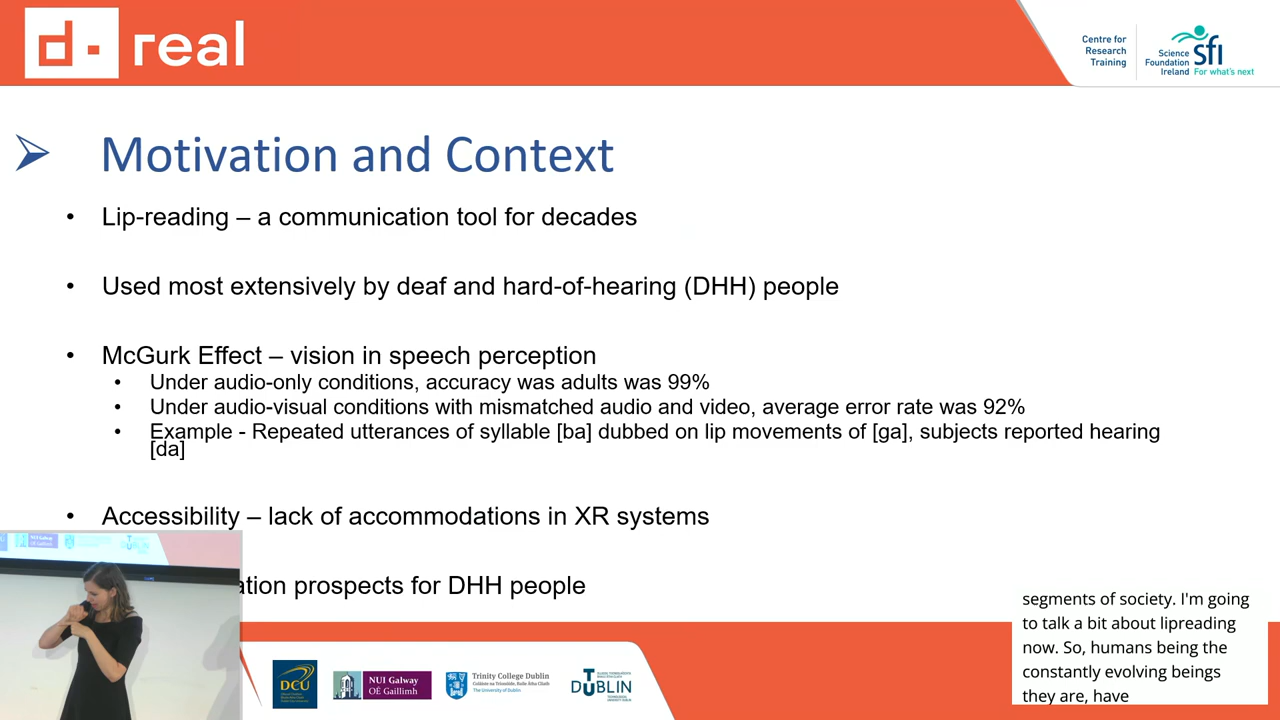 d. real
Centre for
Research
Training
Science
Foundation
Ireland
sfi
For what's next
Motivation and Context
• Lip-reading – a communication tool for decades
• Used most extensively by deaf and hard-of-hearing (DHH) people
• McGurk Effect – vision in speech perception
• Under audio-only conditions, accuracy was adults was 99%
• Under audio-visual conditions with mismatched audio and video, average error rate was 92%
• Example - Repeated utterances of syllable [ba] dubbed on lip movements of [ga], subjects reported hearing
[da]
• Accessibility – lack of accommodations in XR systems
ation prospects for DHH people
segments of society. I'm going
to talk a bit about lipreading
now. So, humans being the
constantly evolving beings
they are, have
DCU
NUI Galway
OÉ Gaillimh
Trinity College Dublin
Coláiste na Tríonóide, Baile Átha Cliath
The University of Dublin
DUBLIN